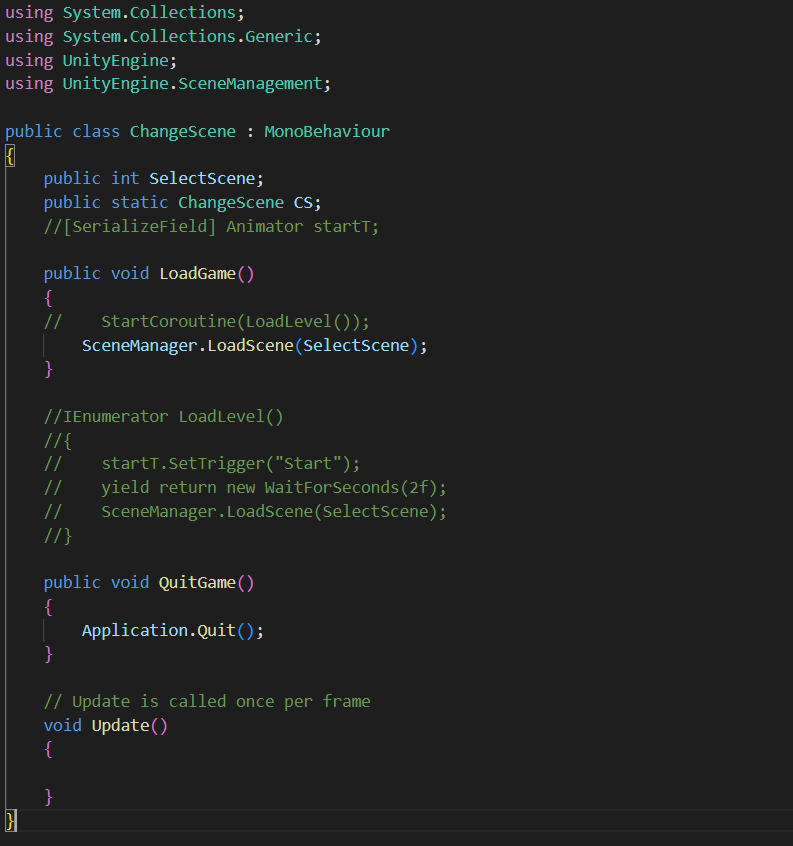 using System.Collections;
using System.Collections.Generic;
using UnityEngine;
using UnityEngine.SceneManagement;

public class ChangeScene : MonoBehaviour
{
    public int SelectScene;
    public static ChangeScene CS;
    //[SerializeField] Animator startT;

    public void LoadGame()
    {
    //    StartCoroutine(LoadLevel());
        SceneManager.LoadScene(SelectScene);
    }

    //IEnumerator LoadLevel()
    //{
    //    startT.SetTrigger("Start");
    //    yield return new WaitForSeconds(2f);
    //    SceneManager.LoadScene(SelectScene);
    //}

    public void QuitGame()
    {
        Application.Quit();
    }

    // Update is called once per frame
    void Update()
    {

    }
}